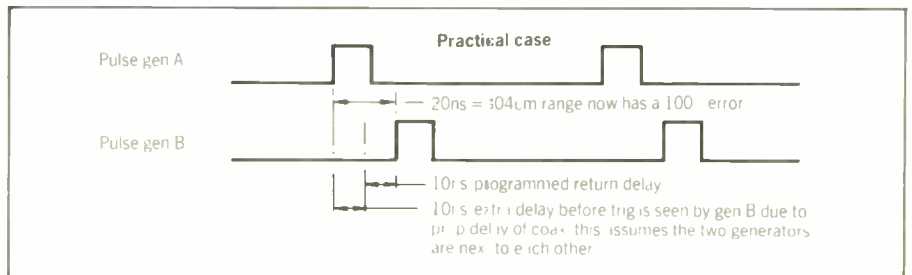 Practical case
Pulse gen A
20ns = 304cm range now has a 100 error
Pulse gen B
10ns programmed return delay
10ns extra delay before trig is seen by gen B due to
prop delay of coax this assumes the two generators
are next to each other